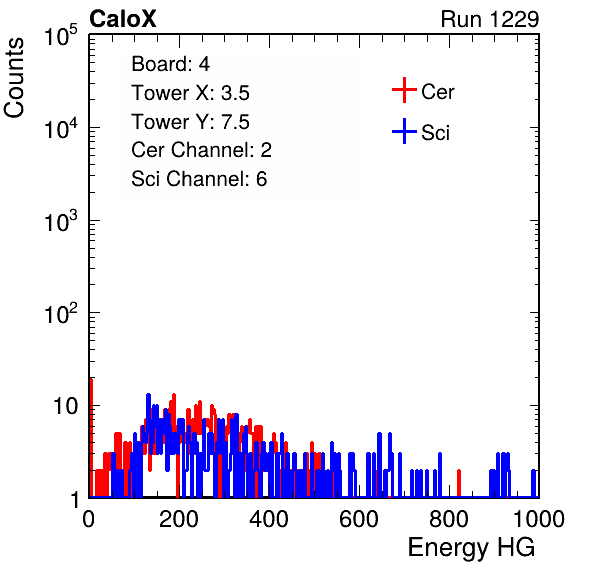 CaloX Run 1229
10^5
10^4
10^3
10^2
10
1
Counts
Board: 4
Tower X: 3.5
Tower Y: 7.5
Cer Channel: 2
Sci Channel: 6
Cer
Sci
0 200 400 600 800 1000
Energy HG